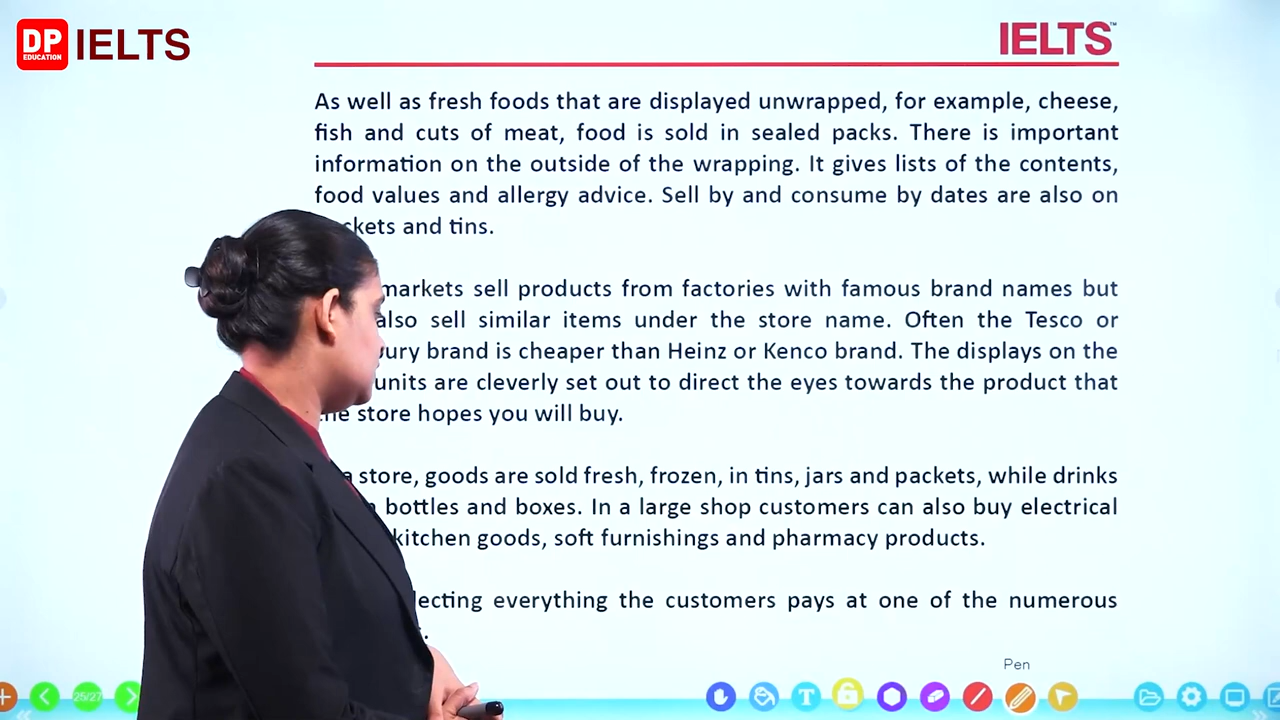 DP
EDUCATION
IELTS
IELTS™
As well as fresh foods that are displayed unwrapped, for example, cheese,
fish and cuts of meat, food is sold in sealed packs. There is important
information on the outside of the wrapping. It gives lists of the contents,
food values and allergy advice. Sell by and consume by dates are also on
and tins.
sell products from factories with famous brand names but
also sell similar items under the store name. Often the Tesco or
brand is cheaper than Heinz or Kenco brand. The displays on the
units are cleverly set out to direct the eyes towards the product that
the store hopes you will buy.
a store, goods are sold fresh, frozen, in tins, jars and packets, while drinks
bottles and boxes. In a large shop customers can also buy electrical
kitchen goods, soft furnishings and pharmacy products.
everything the customers pays at one of the numerous
Pen
25/27